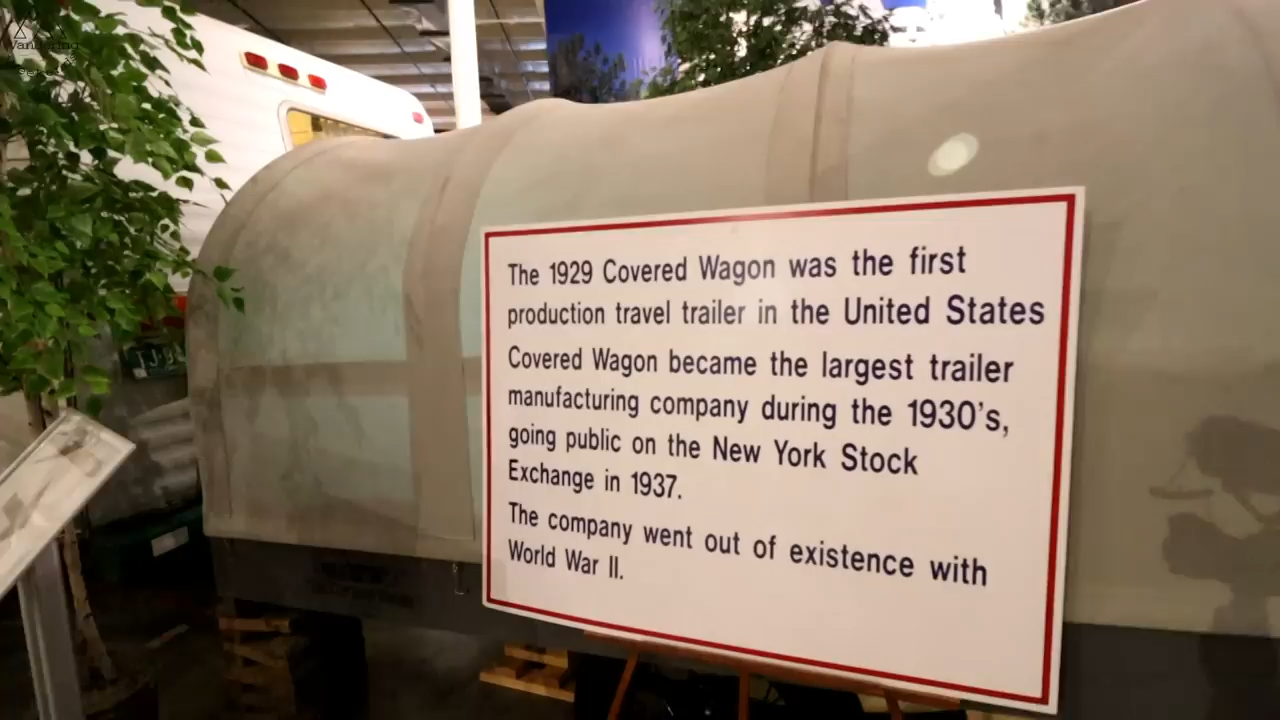 Wandering
The 1929 Covered Wagon was the first
production travel trailer in the United States
Covered Wagon became the largest trailer
manufacturing company during the 1930's,
going public on the New York Stock
Exchange in 1937.
The company went out of existence with
World War II.